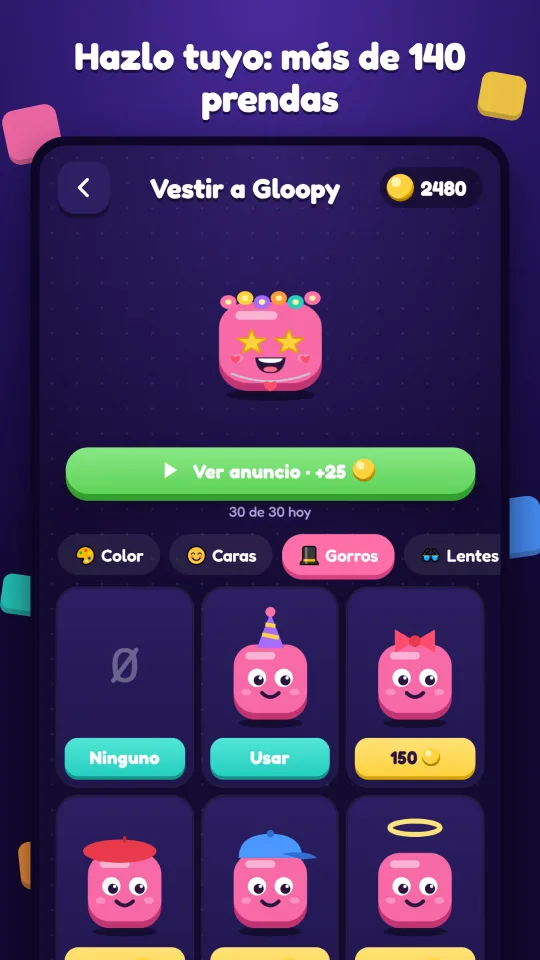 Hazlo tuyo: más de 140
prendas
Vestir a Gloopy
2480
Ver anuncio · +25
30 de 30 hoy
Color
Caras
Gorros
Lentes
Ninguno
Usar
150